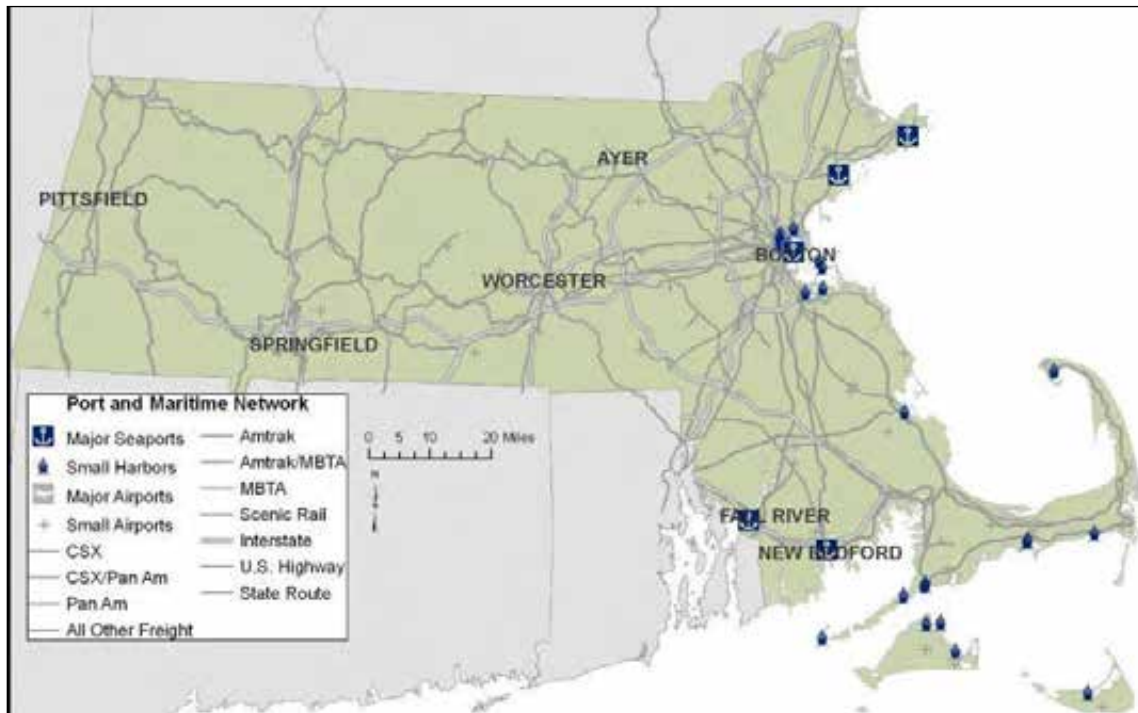 AYER
PITTSFIELD
BOSTON
WORCESTER
SPRINGFIELD
Port and Maritime Network
Major Seaports
Small Harbors
Major Airports
Small Airports
CSX
CSX/Pan Am
Pan Am
All Other Freight
Amtrak
Amtrak/MBTA
MBTA
Scenic Rail
Interstate
U.S. Highway
State Route
0 5 10 20 Miles
N
FALL RIVER
NEW BEDFORD